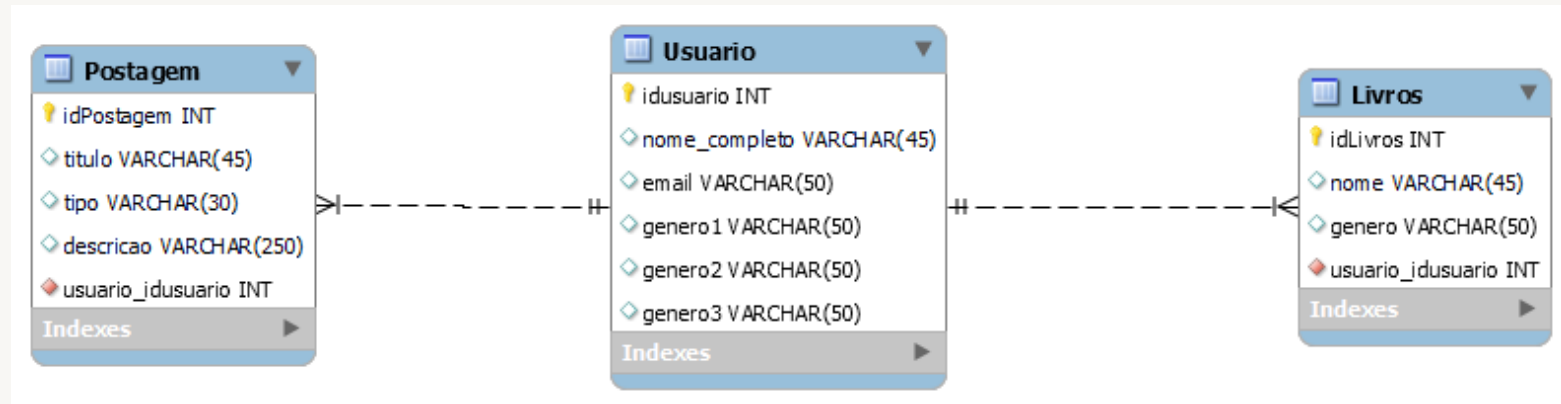 Postagem
idPostagem INT
titulo VARCHAR(45)
tipo VARCHAR(30)
descricao VARCHAR(250)
usuario_idusuario INT
Indexes
Usuario
idusuario INT
nome_completo VARCHAR(45)
email VARCHAR(50)
genero1 VARCHAR(50)
genero2 VARCHAR(50)
genero3 VARCHAR(50)
Indexes
Livros
idLivros INT
nome VARCHAR(45)
genero VARCHAR(50)
usuario_idusuario INT
Indexes